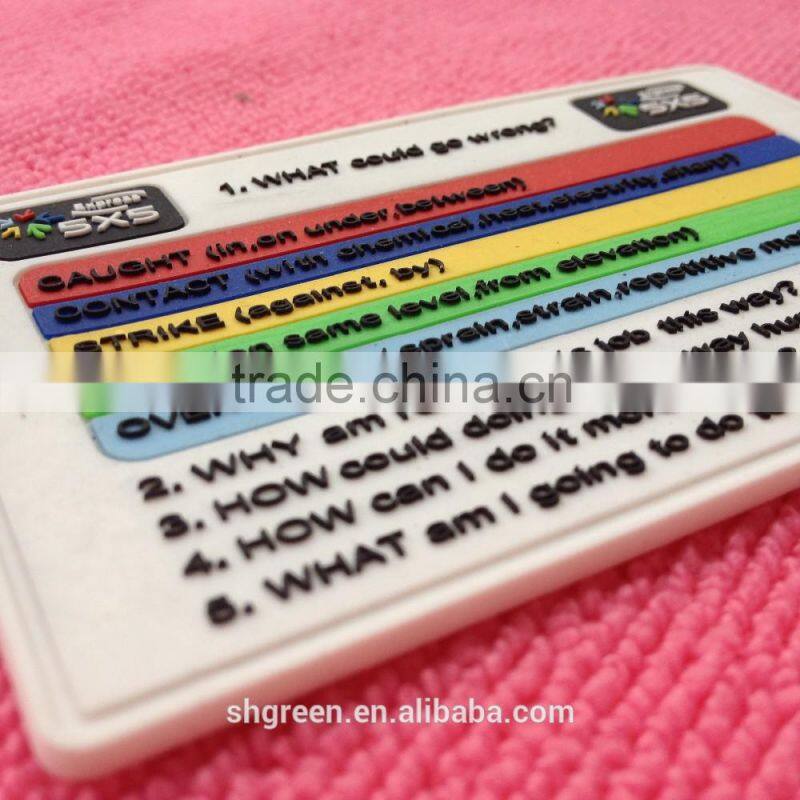 1. WHAT could go wrong?
Express
5X5
Express
5X5
CAUGHT (in,on under,between)
CONTACT (with chemical,heat,electricity,sharp)
STRIKE (against, by)
on same level,from elevation)
sprain,strain,repetitive
trade.china.cn
2. WHY am I job this way?
3. HOW could doing
4. HOW can I do it
5. WHAT am I going to do
shgreen.en.alibaba.com